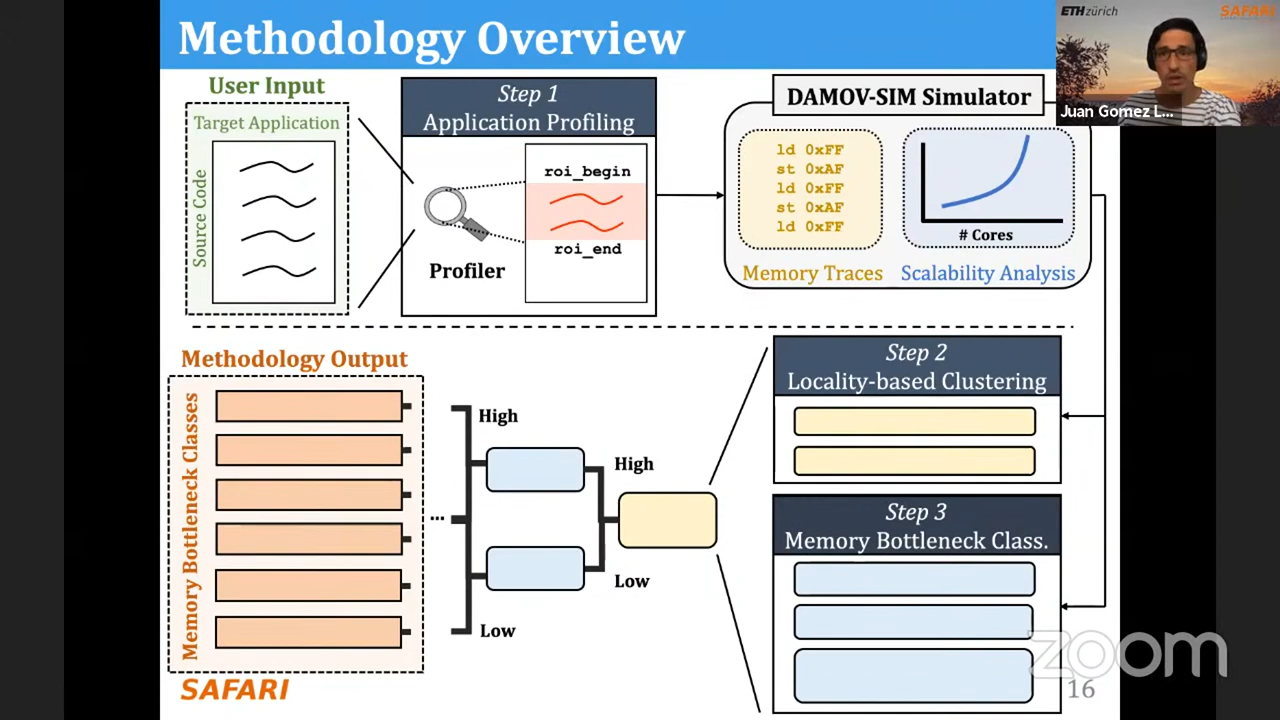 Methodology Overview
ETH zürich
SAFARI
Juan Gomez L...
User Input
Target Application
Source Code
Step 1
Application Profiling
Profiler
roi_begin
roi_end
DAMOV-SIM Simulator
ld 0xFF
st 0xAF
ld 0xFF
st 0xAF
ld 0xFF
Memory Traces
# Cores
Scalability Analysis
Methodology Output
Memory Bottleneck Classes
...
High
Low
High
Low
Step 2
Locality-based Clustering
Step 3
Memory Bottleneck Class.
SAFARI
zoom
16